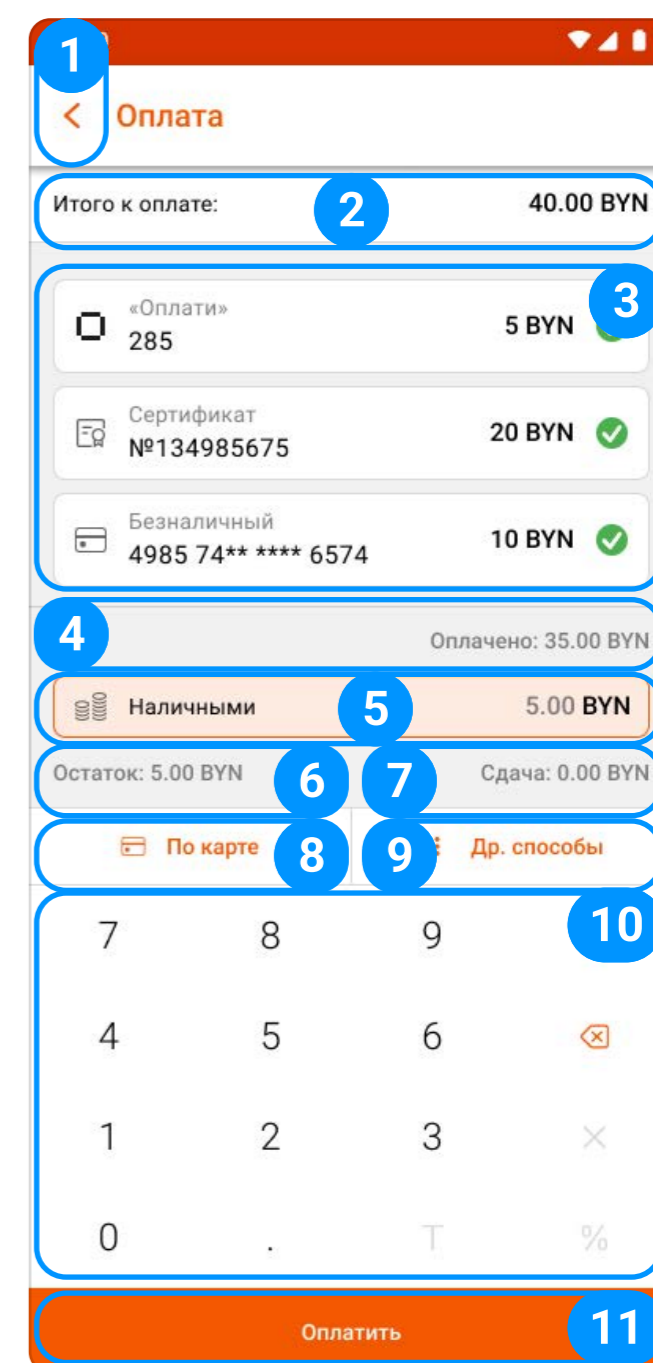 1
Оплата
Итого к оплате: 2 40.00 BYN
3
«Оплати»
285 5 BYN
Сертификат
№134985675 20 BYN
Безналичный
4985 74** **** 6574 10 BYN
4
Оплачено: 35.00 BYN
Наличными 5 5.00 BYN
Остаток: 5.00 BYN 6 7 Сдача: 0.00 BYN
По карте 8 9 Др. способы
7 8 9 10
4 5 6
1 2 3 ×
0 . T %
Оплатить 11